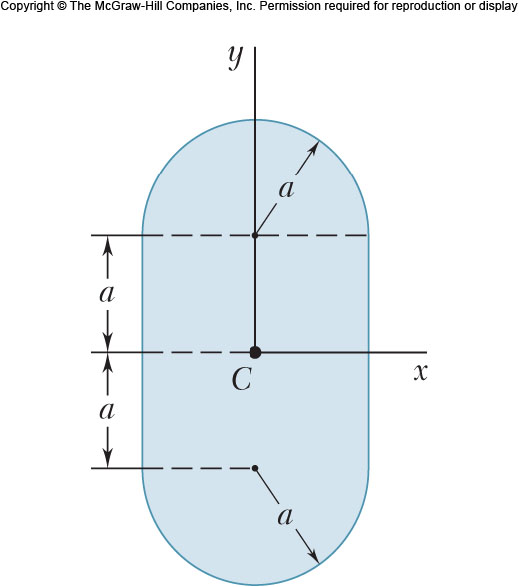 Copyright © The McGraw-Hill Companies, Inc. Permission required for reproduction or display
y
a
a
C
x
a
a